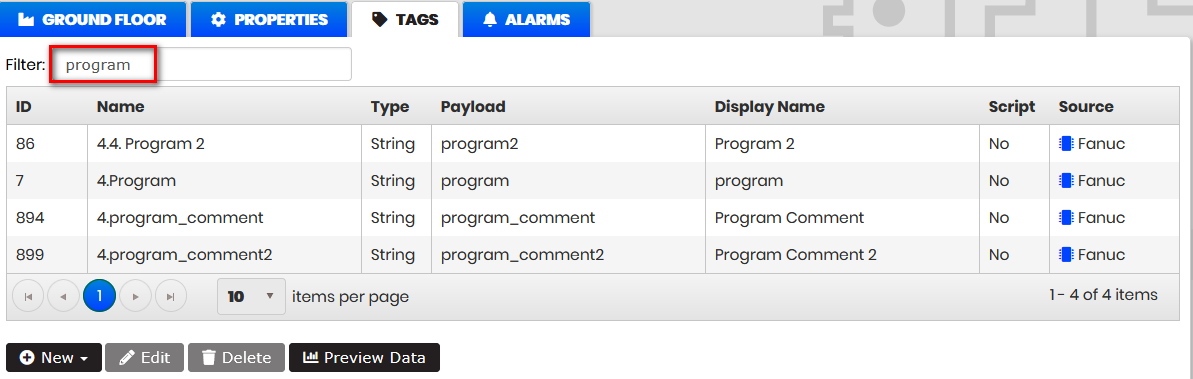 GROUND FLOOR PROPERTIES TAGS ALARMS
Filter: program
ID Name Type Payload Display Name Script Source
86 4.4. Program 2 String program2 Program 2 No Fanuc
7 4.Program String program program No Fanuc
894 4.program_comment String program_comment Program Comment No Fanuc
899 4.program_comment2 String program_comment2 Program Comment 2 No Fanuc
1 10 items per page 1 - 4 of 4 items
New Edit Delete Preview Data